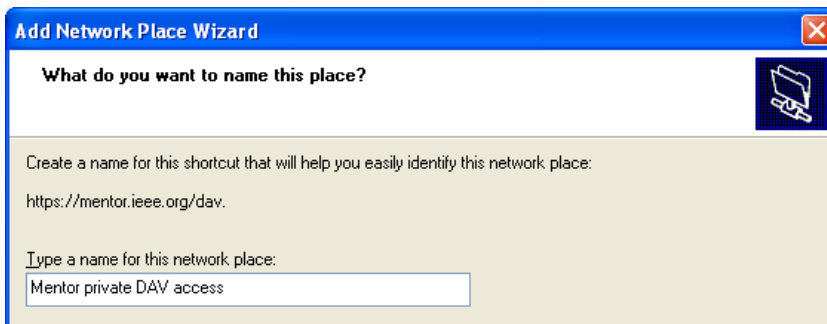 Add Network Place Wizard
What do you want to name this place?
Create a name for this shortcut that will help you easily identify this network place:
https://mentor.ieee.org/dav.
Type a name for this network place:
Mentor private DAV access